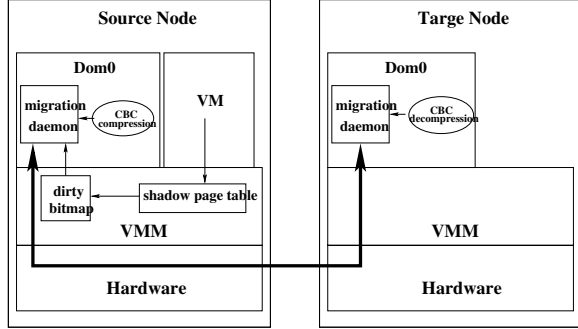 Source Node
Dom0
migration
daemon
CBC
compression
VM
dirty
bitmap
shadow page table
VMM
Hardware
Targe Node
Dom0
migration
daemon
CBC
decompression
VMM
Hardware